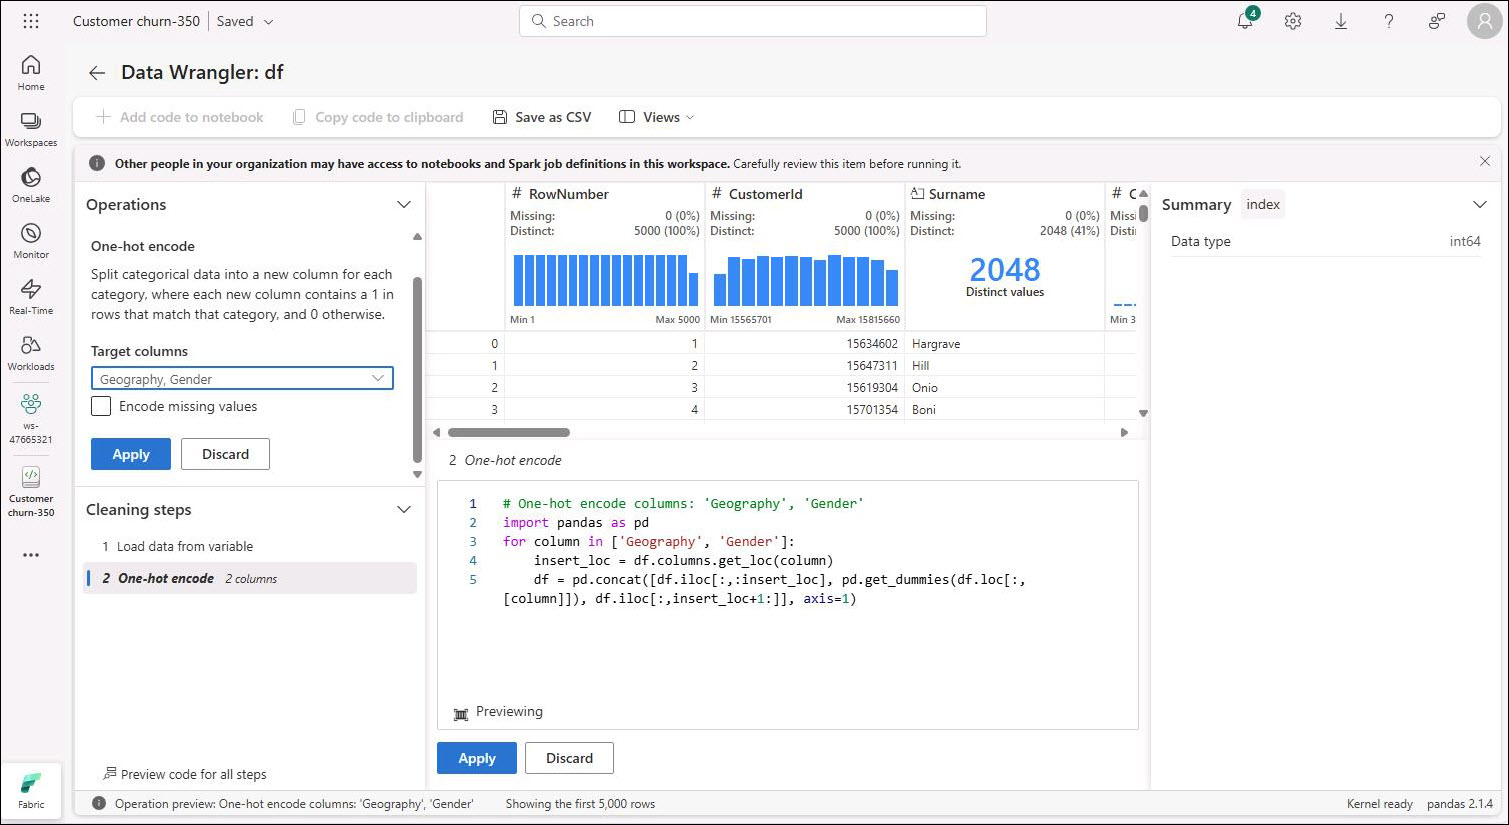 Customer churn-350 | Saved
Search
4
Home
Workspaces
OneLake
Monitor
Real-Time
Workloads
ws-
47665321
Customer
churn-350
Fabric
Data Wrangler: df
Add code to notebook
Copy code to clipboard
Save as CSV
Views
Other people in your organization may have access to notebooks and Spark job definitions in this workspace. Carefully review this item before running it.
Operations
One-hot encode
Split categorical data into a new column for each
category, where each new column contains a 1 in
rows that match that category, and 0 otherwise.
Target columns
Geography, Gender
Encode missing values
Apply Discard
Cleaning steps
1 Load data from variable
2 One-hot encode 2 columns
Preview code for all steps
# RowNumber # CustomerId Surname # C
Missing: 0 (0%) Missing: 0 (0%) Missing: 0 (0%) Missi
Distinct: 5000 (100%) Distinct: 5000 (100%) Distinct: 2048 (41%) Disti
2048
Distinct values
Min 1 Max 5000 Min 15565701 Max 15815660 Min 3
0 1 15634602 Hargrave
1 2 15647311 Hill
2 3 15619304 Onio
3 4 15701354 Boni
2 One-hot encode
1 # One-hot encode columns: 'Geography', 'Gender'
2 import pandas as pd
3 for column in ['Geography', 'Gender']:
4 insert_loc = df.columns.get_loc(column)
5 df = pd.concat([df.iloc[:,:insert_loc], pd.get_dummies(df.loc[:,
[column]]), df.iloc[:,insert_loc+1:]], axis=1)
Previewing
Apply Discard
Summary index
Data type int64
Operation preview: One-hot encode columns: 'Geography', 'Gender' Showing the first 5,000 rows Kernel ready pandas 2.1.4